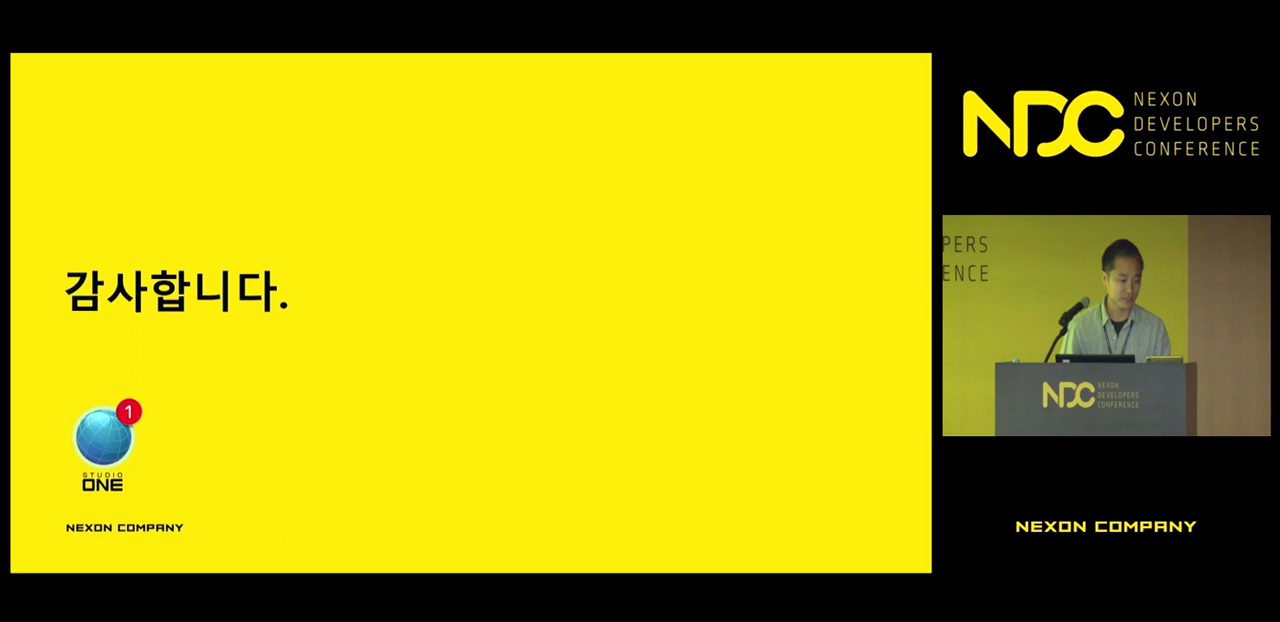 감사합니다.
1
STUDIO
ONE
NEXON COMPANY
NDC
NEXON
DEVELOPERS
CONFERENCE
PERS
ENCE
NDC
NEXON
DEVELOPERS
CONFERENCE
NEXON COMPANY